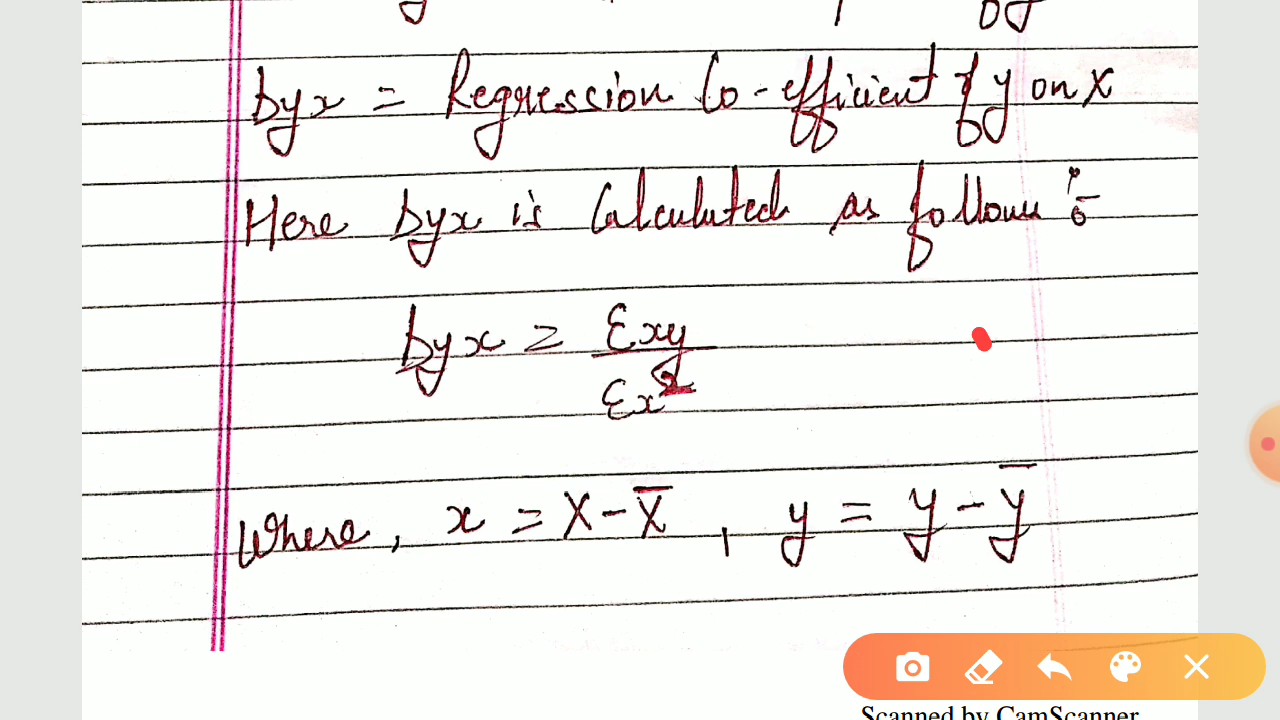 byx = Regression Co-efficient of y on X
Here byx is Calculated as follows :-
byx = Σxy
Σx²
Where, x = X - X̅ , y = y - y̅
Scanned by CamScanner